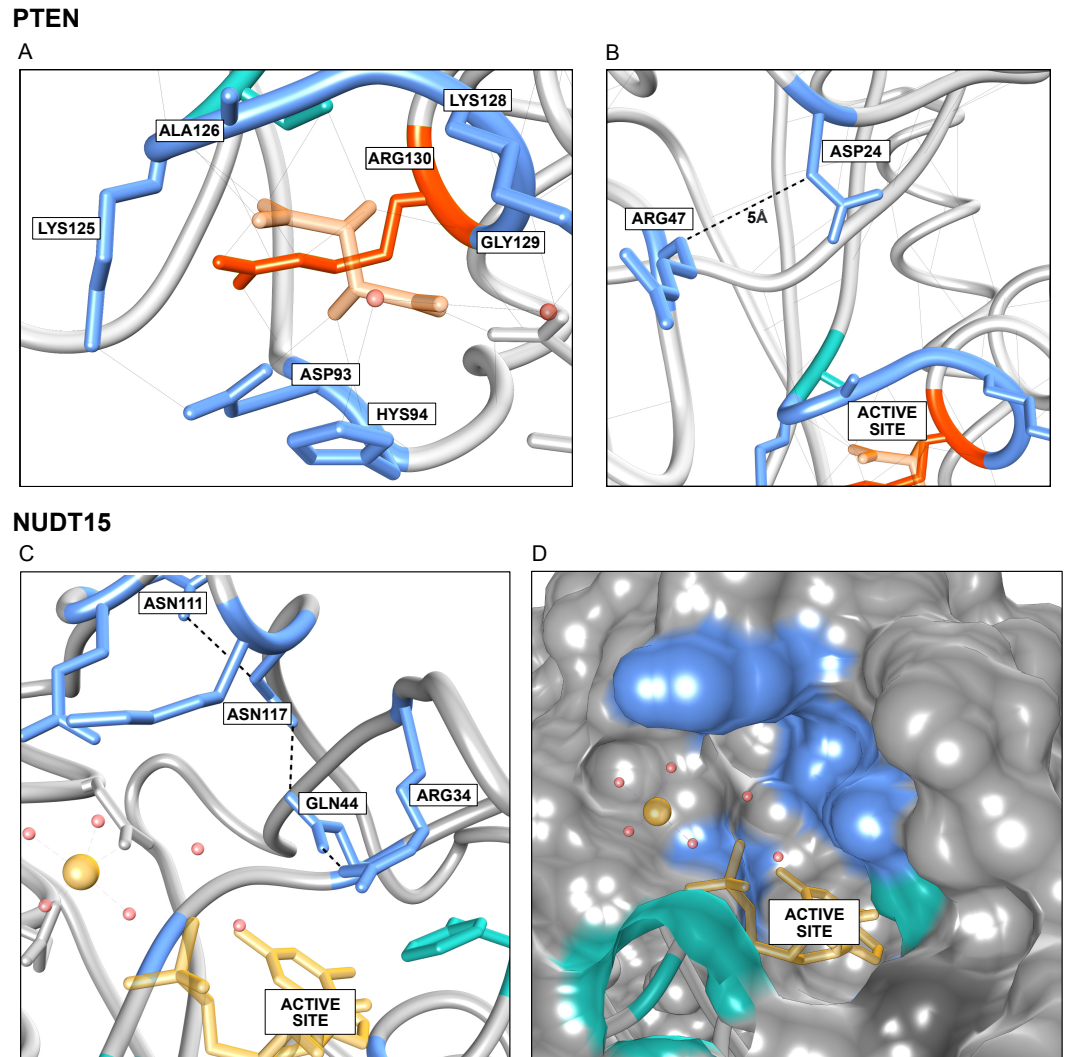 PTEN
A
B
LYS128
ALA126
ARG130
LYS125
GLY129
ASP93
HYS94
ASP24
ARG47
5Å
ACTIVE
SITE
NUDT15
C
D
ASN111
ASN117
GLN44
ARG34
ACTIVE
SITE
ACTIVE
SITE